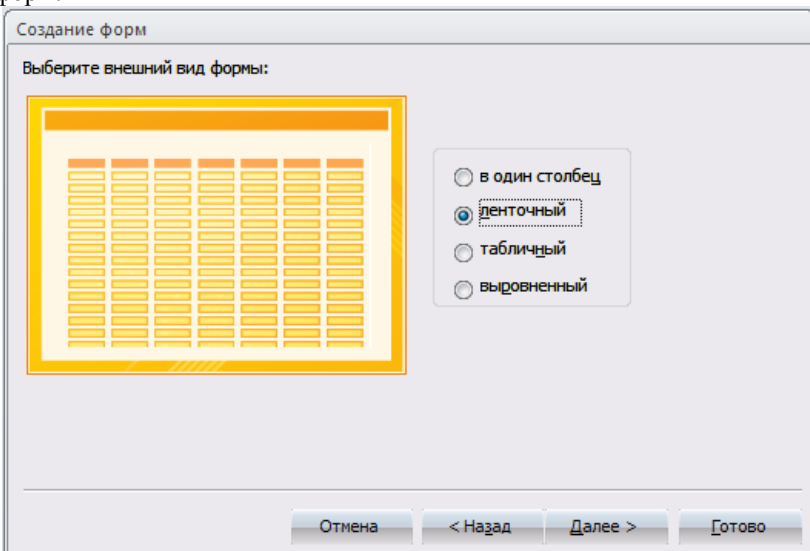 Создание форм
Выберите внешний вид формы:
в один столбец
ленточный
табличный
выровненный
Отмена
< Назад
Далее >
Готово